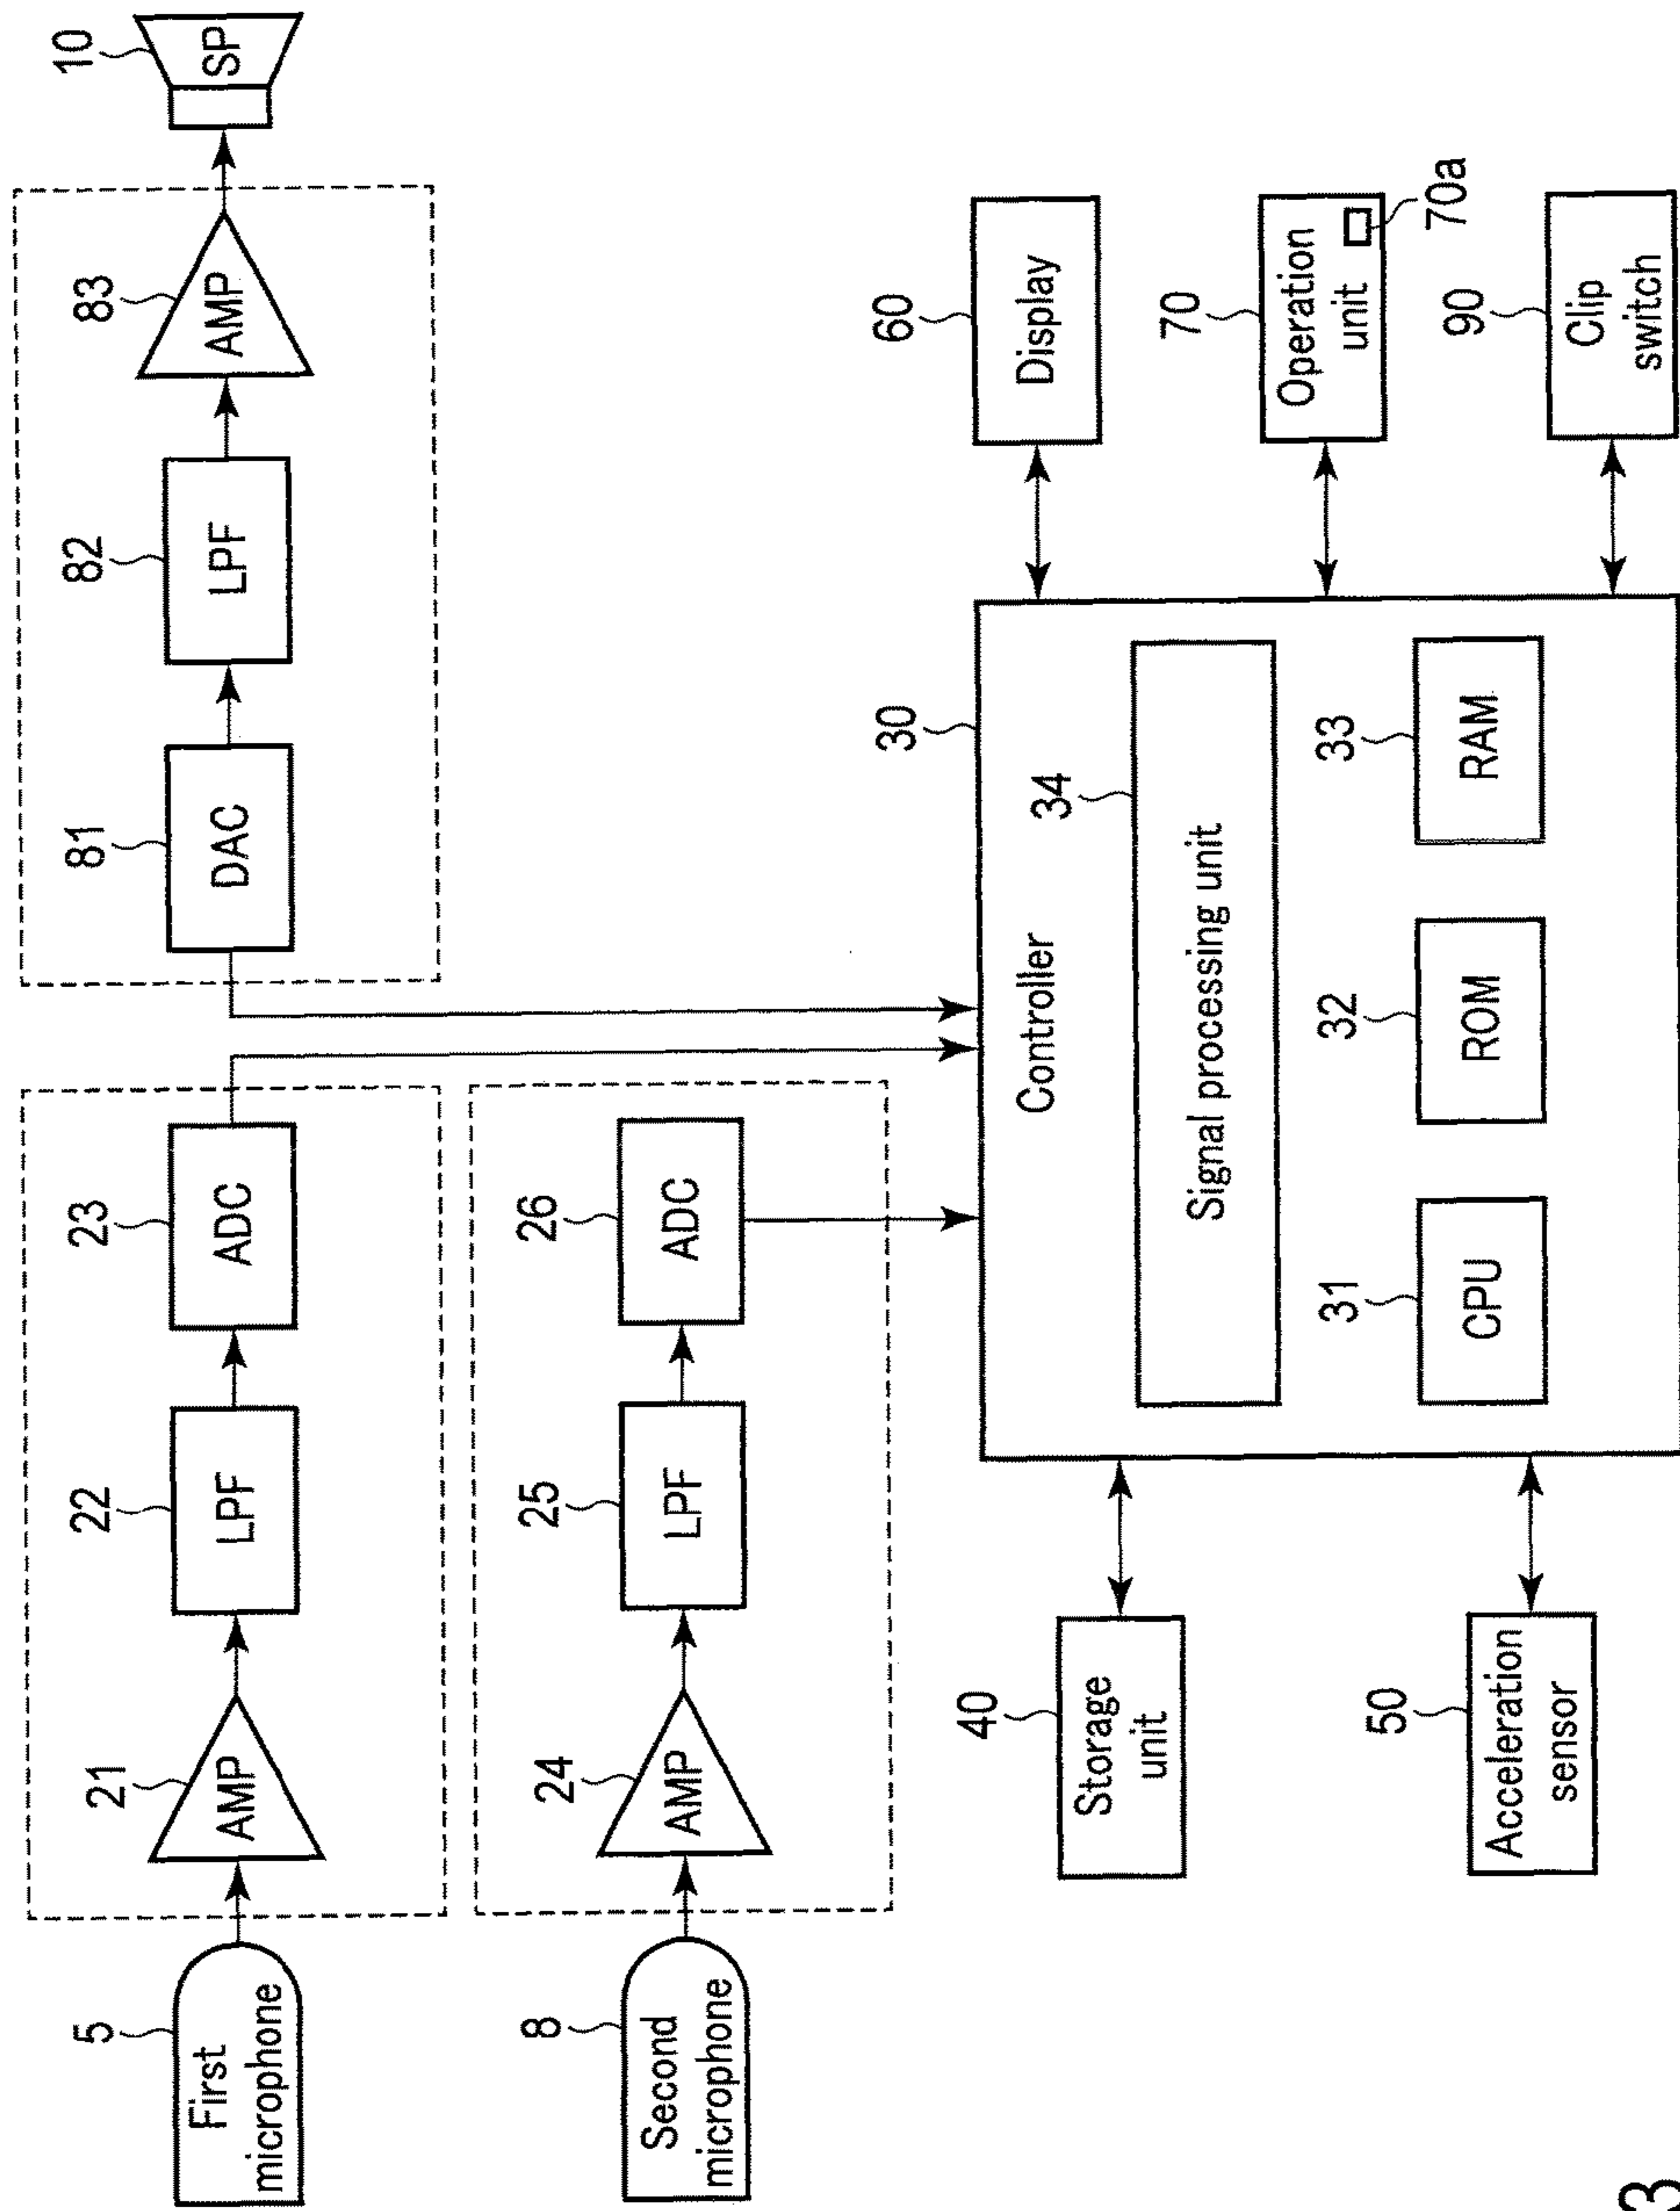 5
First
microphone
21
AMP
22
LPF
23
ADC
81
DAC
82
LPF
83
AMP
10
SP
8
Second
microphone
24
AMP
25
LPF
26
ADC
30
Controller
34
Signal processing unit
31
CPU
32
ROM
33
RAM
40
Storage
unit
50
Acceleration
sensor
60
Display
70
Operation
unit
70a
90
Clip
switch
3